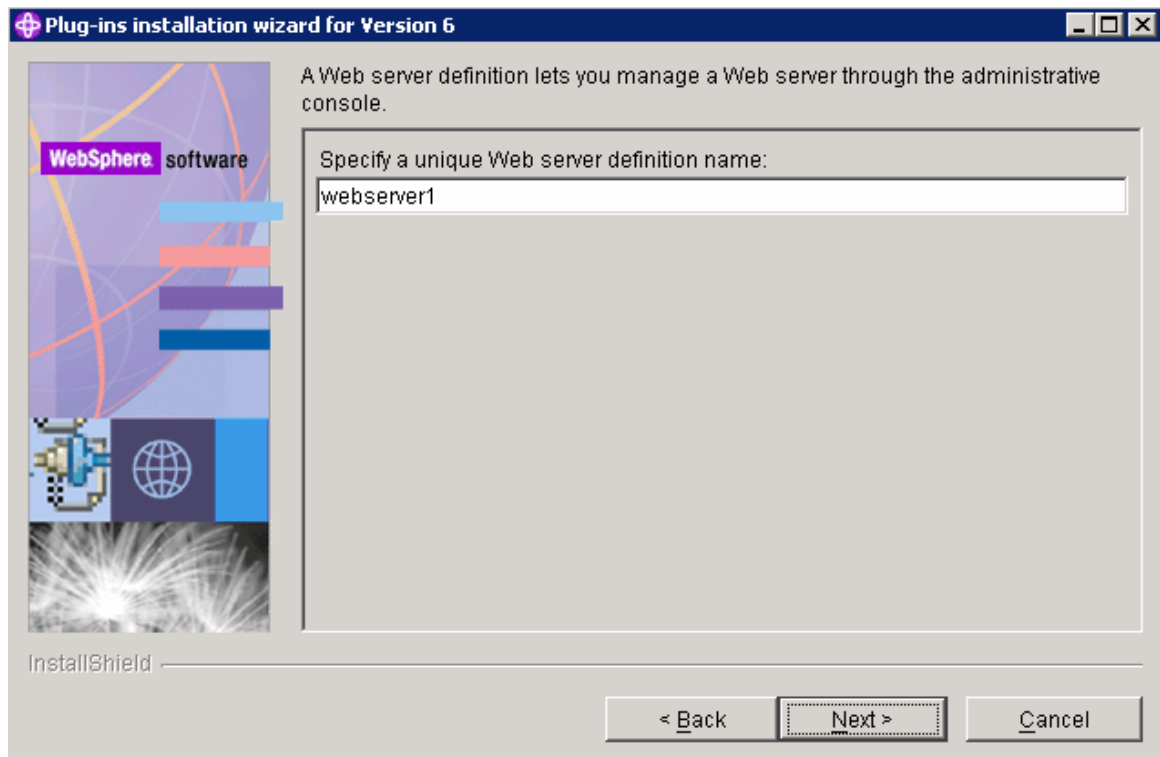 Plug-ins installation wizard for Version 6
A Web server definition lets you manage a Web server through the administrative
console.
WebSphere software
Specify a unique Web server definition name:
webserver1
InstallShield
< Back
Next >
Cancel